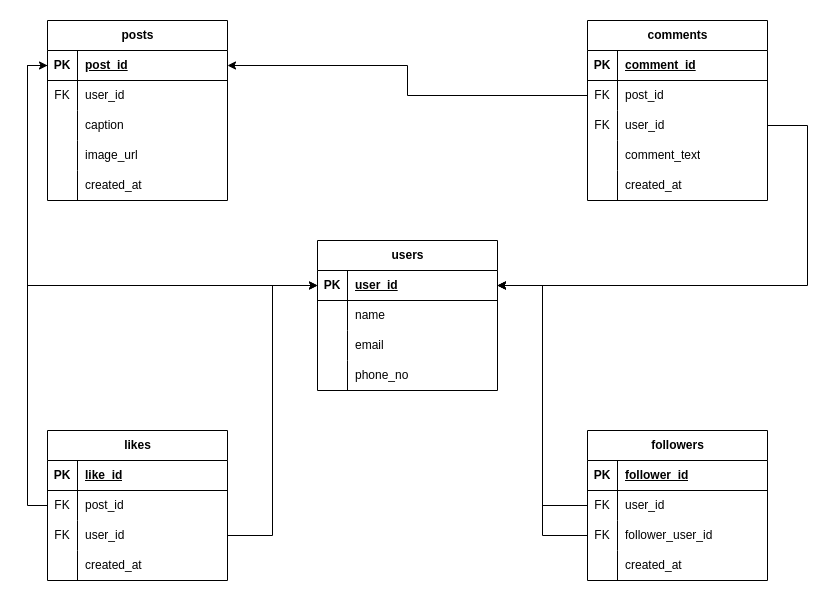 posts
PK post_id
FK user_id
caption
image_url
created_at
comments
PK comment_id
FK post_id
FK user_id
comment_text
created_at
users
PK user_id
name
email
phone_no
likes
PK like_id
FK post_id
FK user_id
created_at
followers
PK follower_id
FK user_id
FK follower_user_id
created_at